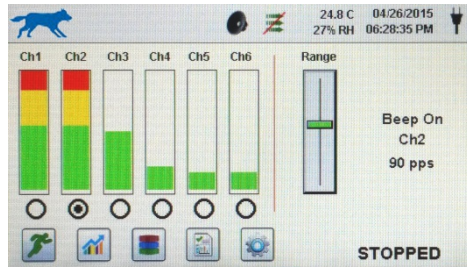 24.8 C 04/26/2015
27% RH 06:28:35 PM
Ch1 Ch2 Ch3 Ch4 Ch5 Ch6 Range
Beep On
Ch2
90 pps
STOPPED